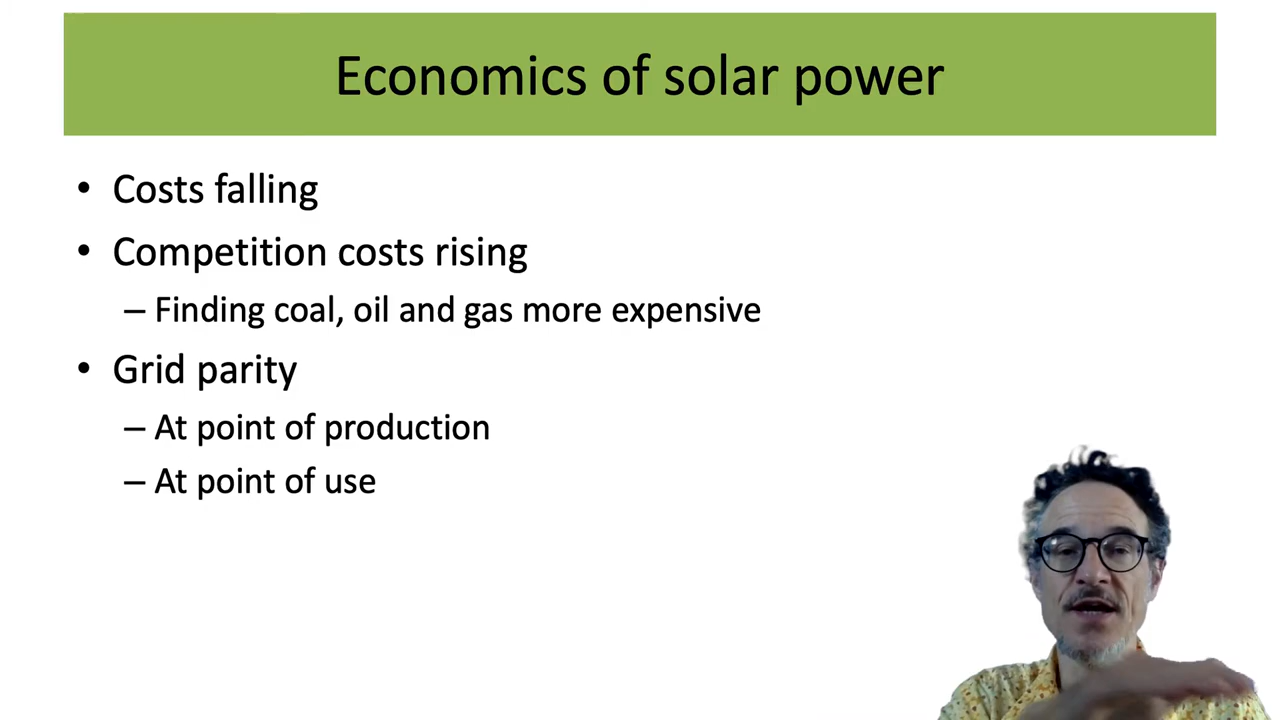 Economics of solar power
• Costs falling
• Competition costs rising
– Finding coal, oil and gas more expensive
• Grid parity
– At point of production
– At point of use